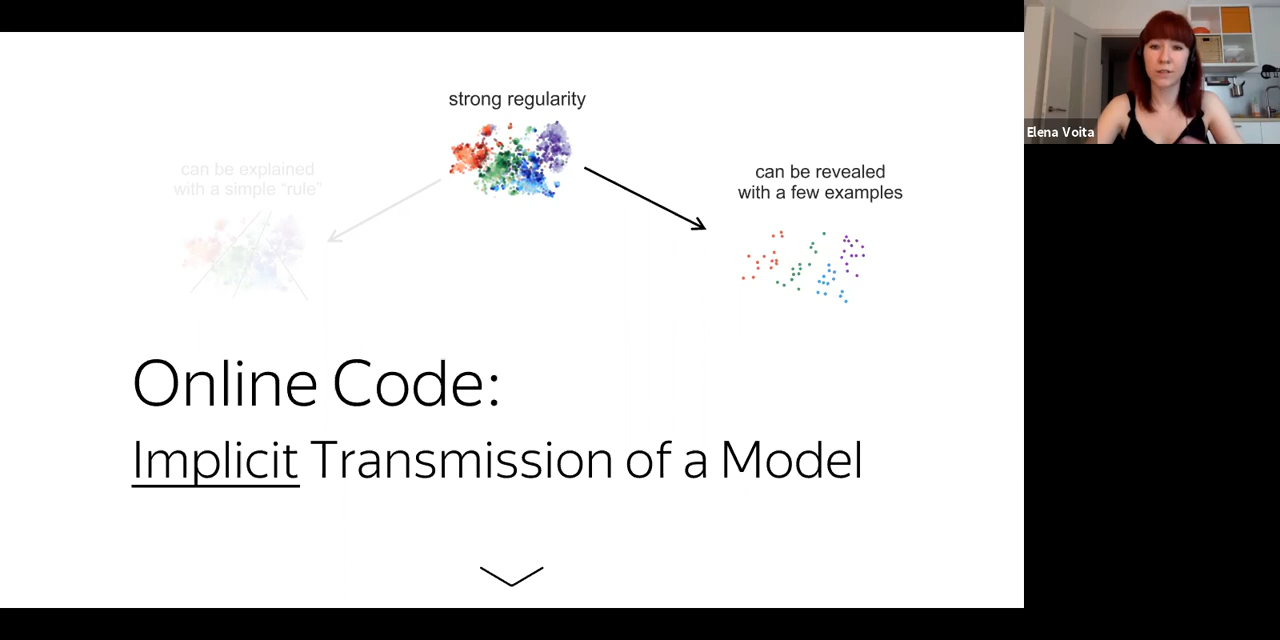 strong regularity
can be explained
with a simple “rule”
can be revealed
with a few examples
Online Code:
Implicit Transmission of a Model
Elena Voita